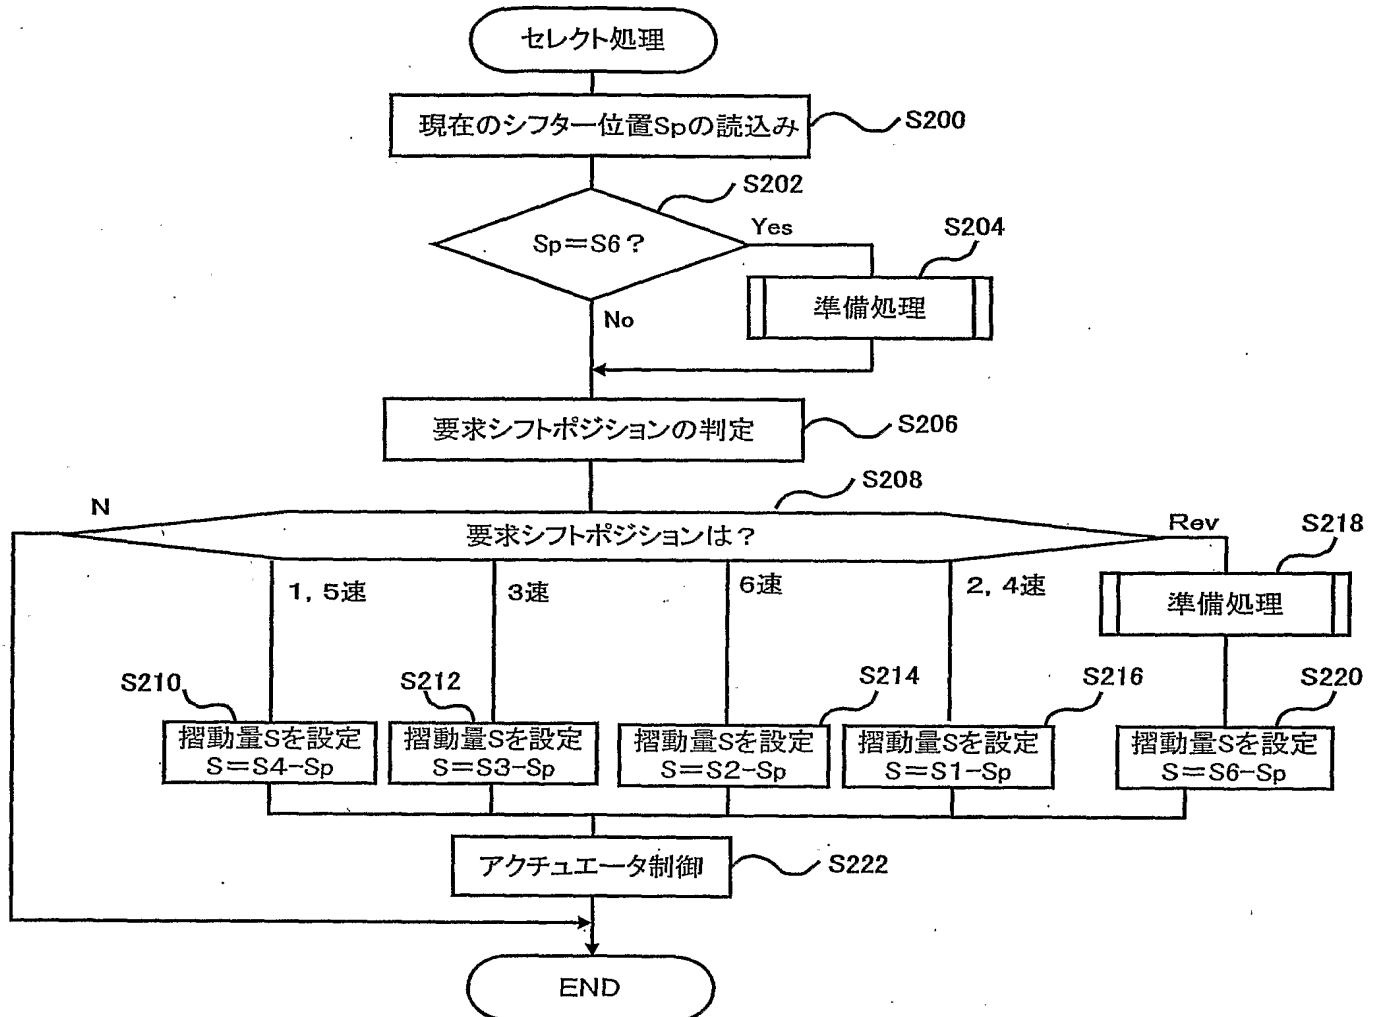 セレクト処理
現在のシフター位置Spの読込み
S200
S202
Sp=S6？
Yes
S204
準備処理
No
要求シフトポジションの判定
S206
S208
N
要求シフトポジションは？
Rev
S218
1，5速
3速
6速
2，4速
準備処理
S210
S212
S214
S216
S220
摺動量Sを設定
S=S4-Sp
摺動量Sを設定
S=S3-Sp
摺動量Sを設定
S=S2-Sp
摺動量Sを設定
S=S1-Sp
摺動量Sを設定
S=S6-Sp
アクチュエータ制御
S222
END